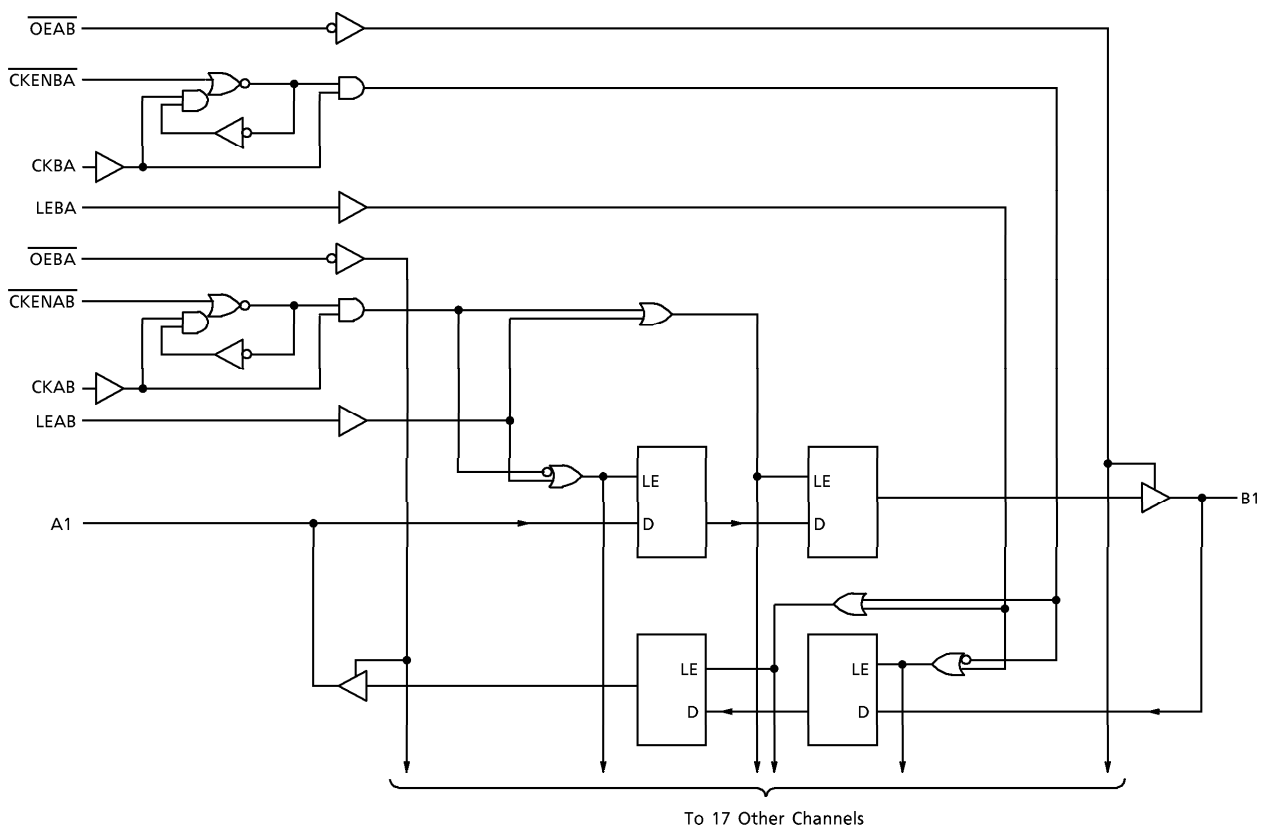 OEAB
CKENBA
CKBA
LEBA
OEBA
CKENAB
CKAB
LEAB
LE
LE
B1
A1
D
D
LE
LE
D
D
To 17 Other Channels